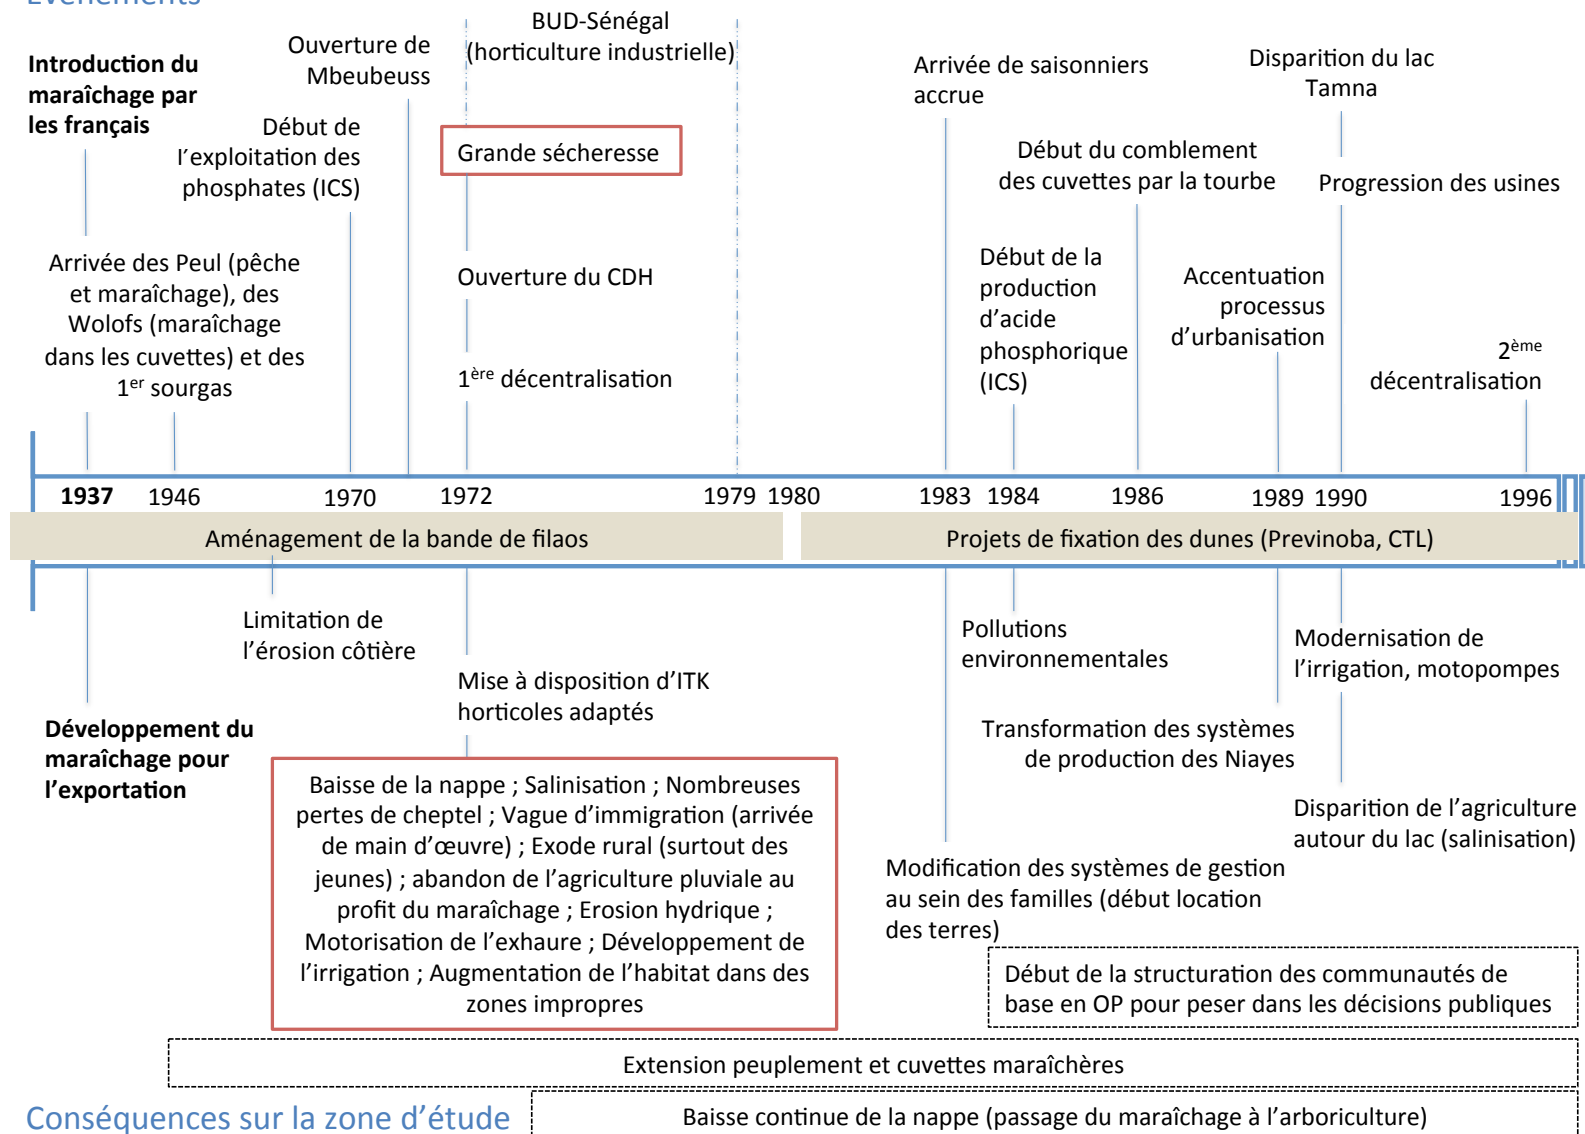 Evénements
Introduction du
maraîchage par
les français
Ouverture de
Mbeubeuss
BUD-Sénégal
(horticulture industrielle)
Début de
l'exploitation des
phosphates (ICS)
Grande sécheresse
Arrivée de saisonniers
accrue
Disparition du lac
Tamna
Début du comblement
des cuvettes par la tourbe
Progression des usines
Arrivée des Peul (pêche
et maraîchage), des
Wolofs (maraîchage
dans les cuvettes) et des
1er sourgas
Ouverture du CDH
1ère décentralisation
Début de la
production
d'acide
phosphorique
(ICS)
Accentuation
processus
d'urbanisation
2ème
décentralisation
1937 1946 1970 1972 1979 1980 1983 1984 1986 1989 1990 1996
Aménagement de la bande de filaos
Projets de fixation des dunes (Previnoba, CTL)
Limitation de
l'érosion côtière
Mise à disposition d'ITK
horticoles adaptés
Pollutions
environnementales
Modernisation de
l'irrigation, motopompes
Développement du
maraîchage pour
l'exportation
Transformation des systèmes
de production des Niayes
Baisse de la nappe ; Salinisation ; Nombreuses
pertes de cheptel ; Vague d'immigration (arrivée
de main d'œuvre) ; Exode rural (surtout des
jeunes) ; abandon de l'agriculture pluviale au
profit du maraîchage ; Erosion hydrique ;
Motorisation de l'exhaure ; Développement de
l'irrigation ; Augmentation de l'habitat dans des
zones impropres
Disparition de l'agriculture
autour du lac (salinisation)
Modification des systèmes de gestion
au sein des familles (début location
des terres)
Début de la structuration des communautés de
base en OP pour peser dans les décisions publiques
Extension peuplement et cuvettes maraîchères
Conséquences sur la zone d'étude
Baisse continue de la nappe (passage du maraîchage à l'arboriculture)